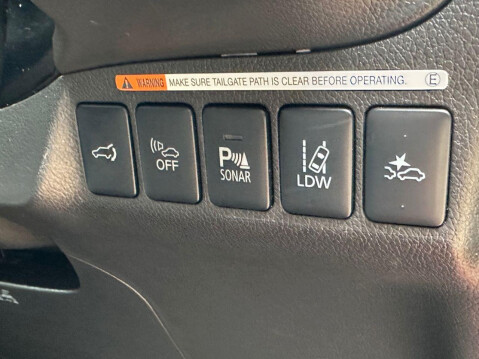 WARNING MAKE SURE TAILGATE PATH IS CLEAR BEFORE OPERATING. E
OFF
P
SONAR
LDW